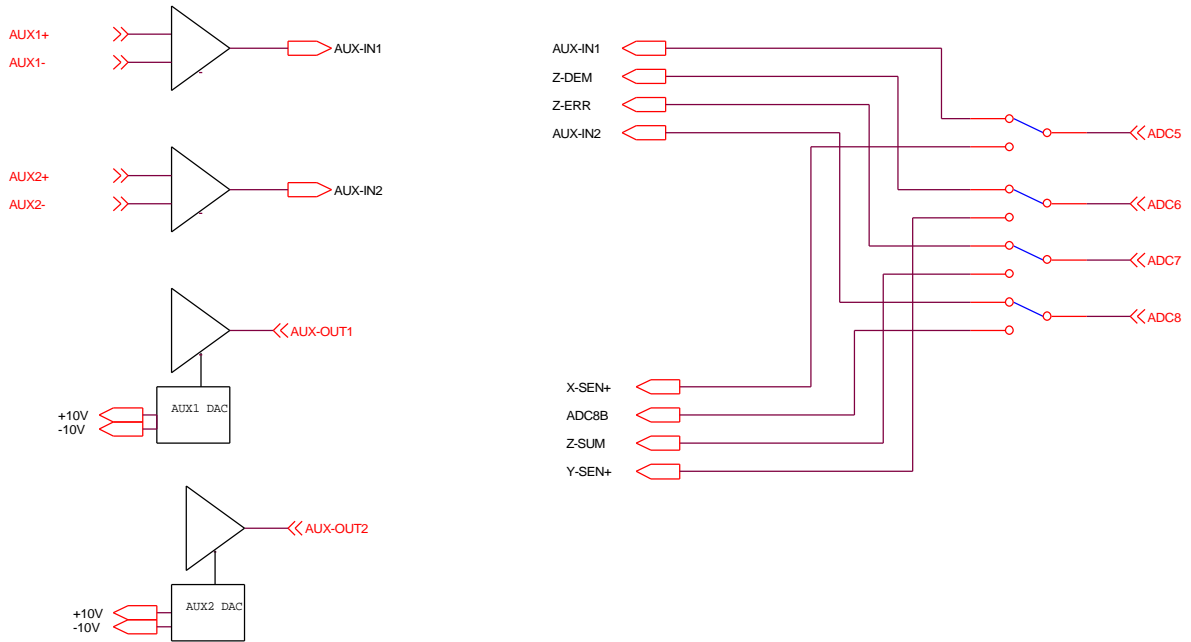 AUX1+
AUX1-
AUX-IN1
AUX2+
AUX2-
AUX-IN2
AUX-OUT1
AUX1 DAC
+10V
-10V
AUX-OUT2
AUX2 DAC
+10V
-10V
AUX-IN1
Z-DEM
Z-ERR
AUX-IN2
ADC5
ADC6
ADC7
ADC8
X-SEN+
ADC8B
Z-SUM
Y-SEN+